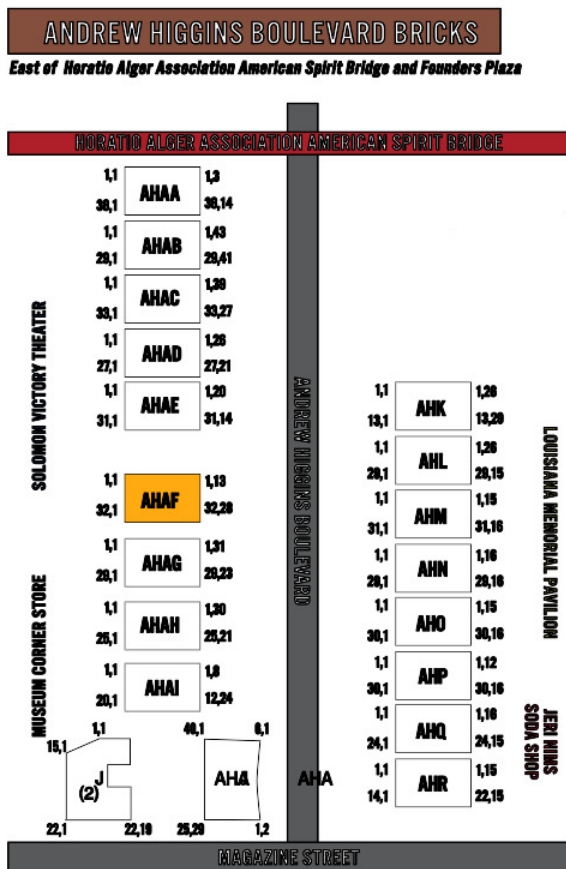 ANDREW HIGGINS BOULEVARD BRICKS
East of Horatio Alger Association American Spirit Bridge and Founders Plaza
HORATIO ALGER ASSOCIATION AMERICAN SPIRIT BRIDGE
SOLOMON VICTORY THEATER
MUSEUM CORNER STORE
1,1 AHAA 1,3
38,1 38,14
1,1 AHAB 1,43
29,1 29,41
1,1 AHAC 1,39
33,1 33,27
1,1 AHAD 1,26
27,1 27,21
1,1 AHAE 1,20
31,1 31,14
1,1 AHAF 1,13
32,1 32,28
1,1 AHAG 1,31
29,1 29,23
1,1 AHAH 1,30
25,1 25,21
1,1 AHAI 1,8
20,1 12,24
1,1
15,1
J
(2)
22,1 22,19
40,1 6,1
25,29 1,2
AHA
ANDREW HIGGINS BOULEVARD
1,1 AHK 1,26
13,1 13,29
1,1 AHL 1,26
29,1 29,15
1,1 AHM 1,15
31,1 31,16
1,1 AHN 1,16
29,1 29,16
1,1 AHO 1,15
30,1 30,16
1,1 AHP 1,12
30,1 30,16
1,1 AHQ 1,16
24,1 24,15
1,1 AHR 1,15
14,1 22,15
LOUISIANA MEMORIAL PAVILION
JERI NIMS
SODA SHOP
MAGAZINE STREET